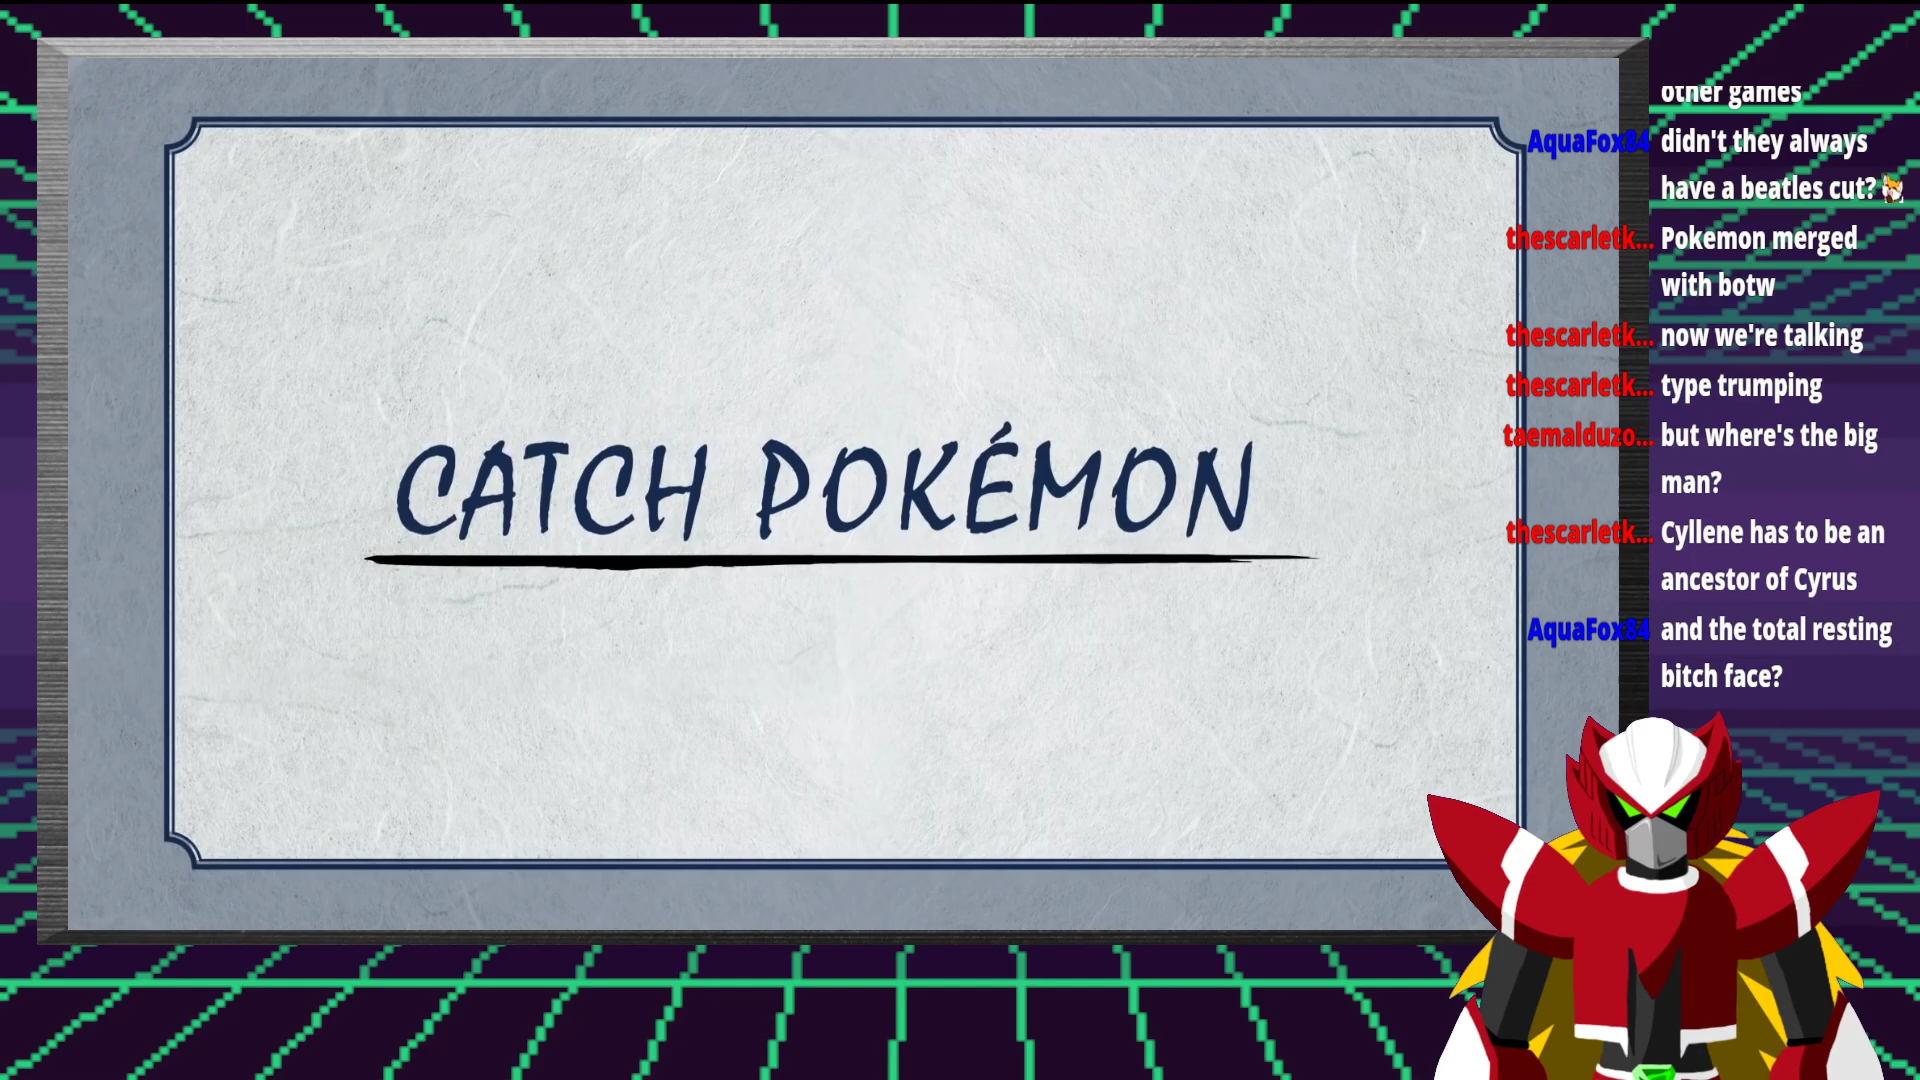 CATCH POKÉMON
other games
AquaFox84 didn't they always
have a beatles cut?
thescarletk... Pokemon merged
with botw
thescarletk... now we're talking
thescarletk... type trumping
taemalduzo... but where's the big
man?
thescarletk... Cyllene has to be an
ancestor of Cyrus
AquaFox84 and the total resting
bitch face?